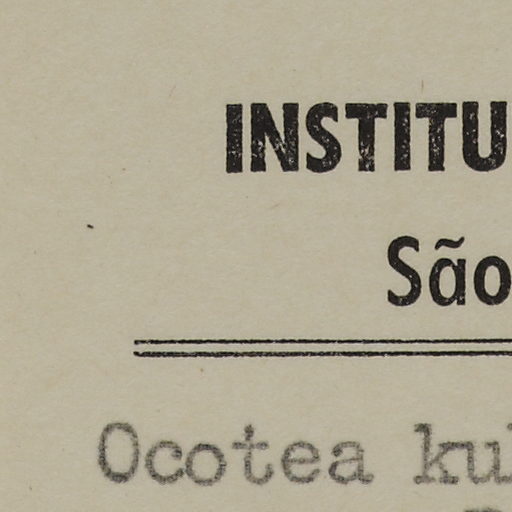 INSTITU
São
Ocotea ku